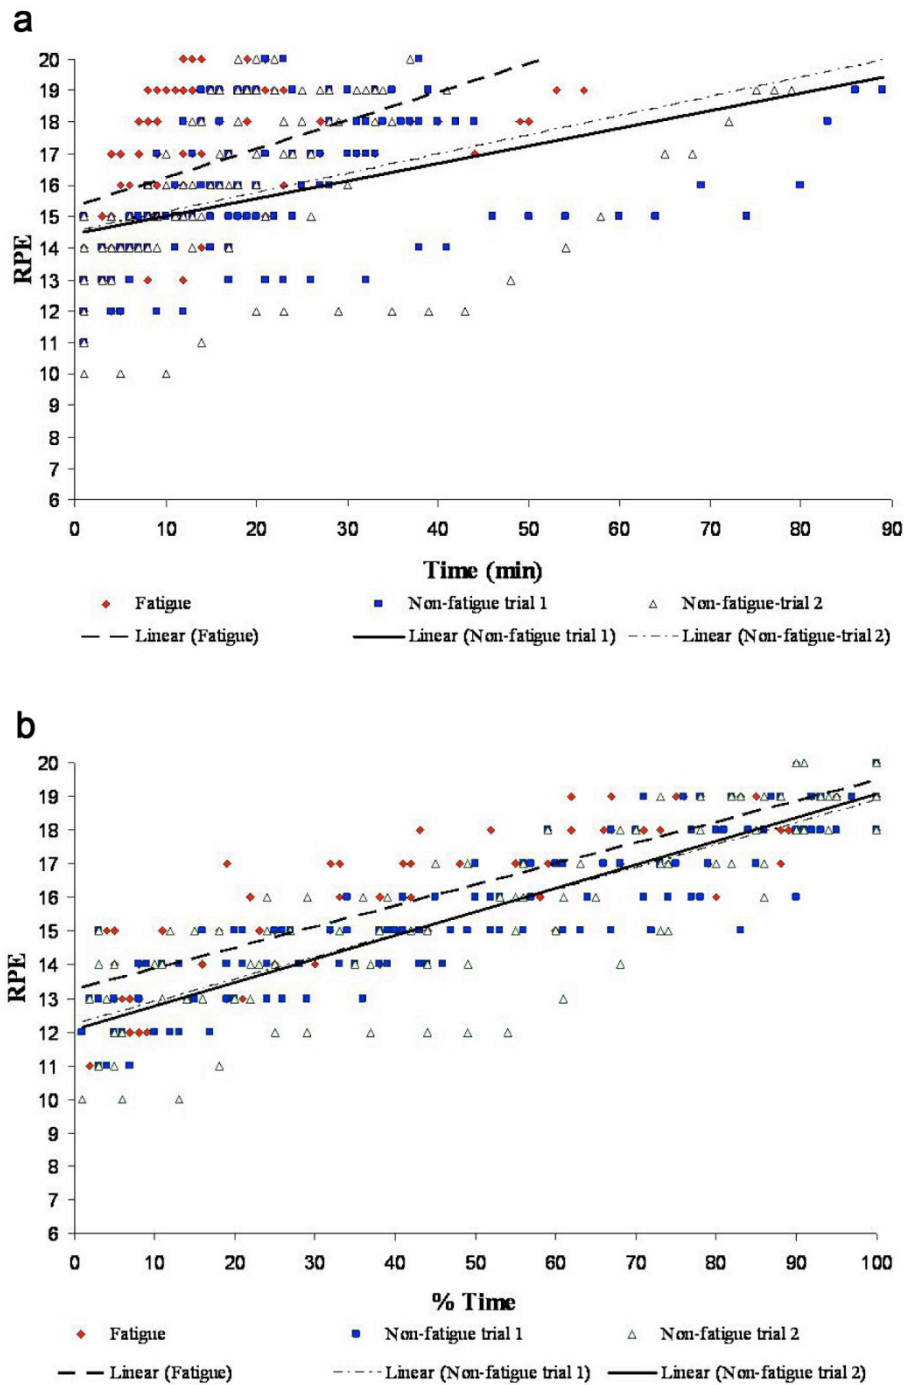 a
20
19
18
17
16
15
14
13
12
11
10
9
8
7
6
RPE
0 10 20 30 40 50 60 70 80 90
Time (min)
Fatigue Non-fatigue trial 1 Non-fatigue-trial 2
Linear (Fatigue) Linear (Non-fatigue trial 1) Linear (Non-fatigue-trial 2)
b
20
19
18
17
16
15
14
13
12
11
10
9
8
7
6
RPE
0 10 20 30 40 50 60 70 80 90 100
% Time
Fatigue Non-fatigue trial 1 Non-fatigue trial 2
Linear (Fatigue) Linear (Non-fatigue trial 1) Linear (Non-fatigue trial 2)